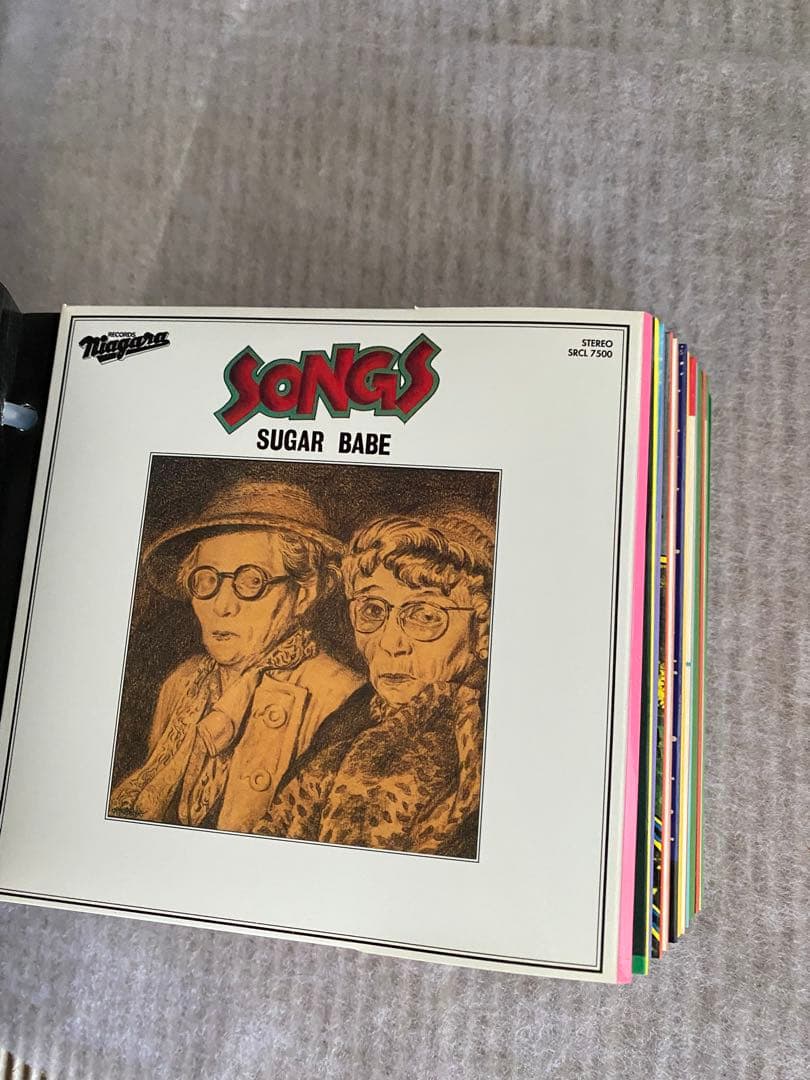 RECORDS
Niagara
STEREO
SRCL 7500
SONGS
SUGAR BABE